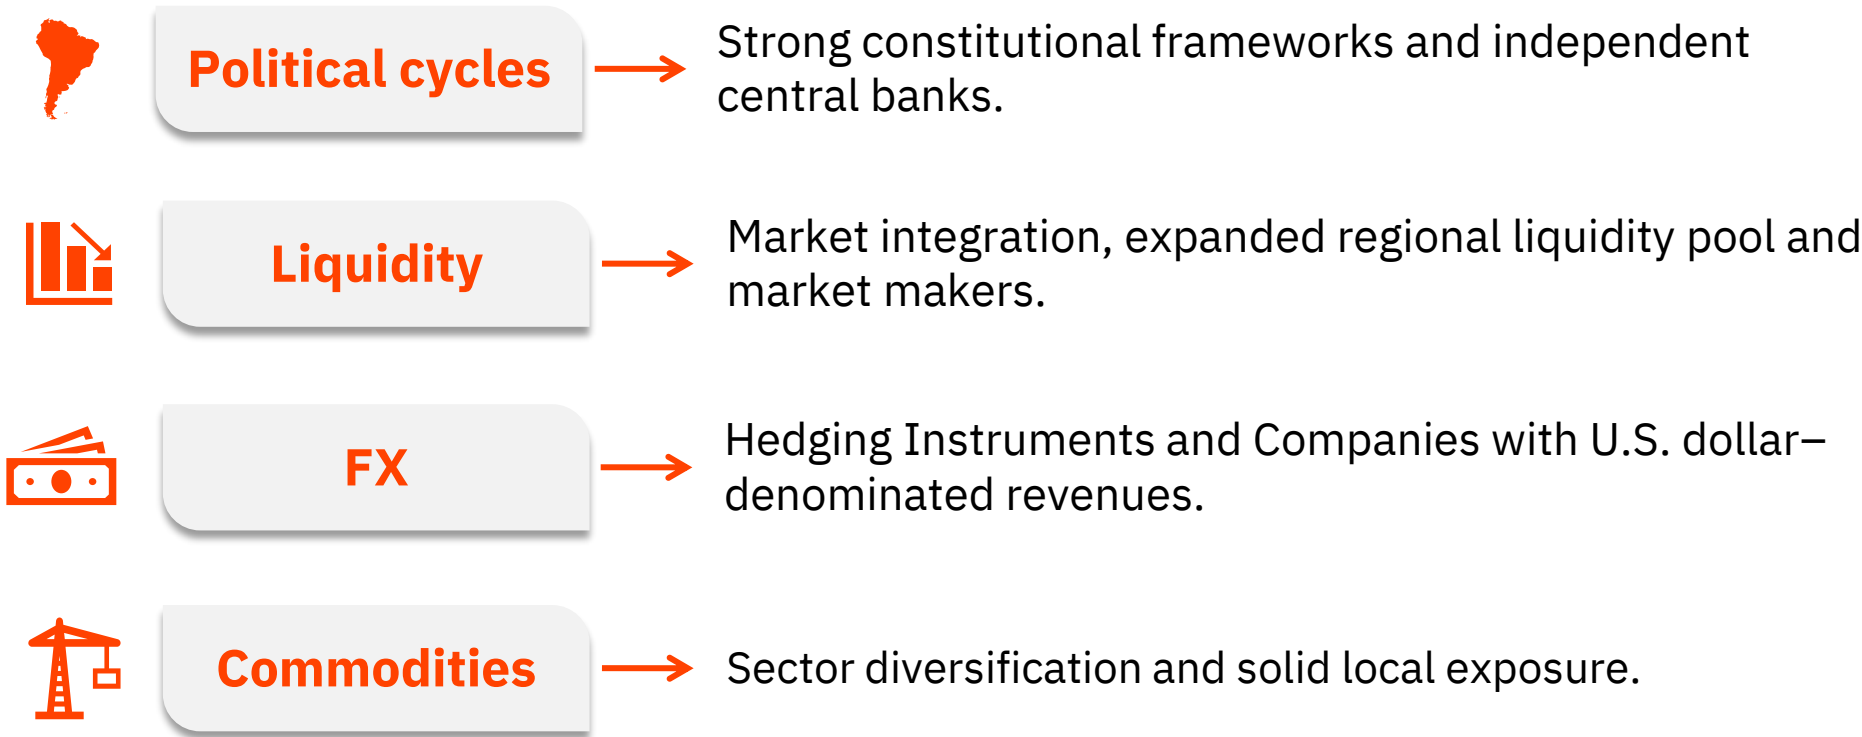 Political cycles
Strong constitutional frameworks and independent
central banks.
Liquidity
Market integration, expanded regional liquidity pool and
market makers.
FX
Hedging Instruments and Companies with U.S. dollar–
denominated revenues.
Commodities
Sector diversification and solid local exposure.